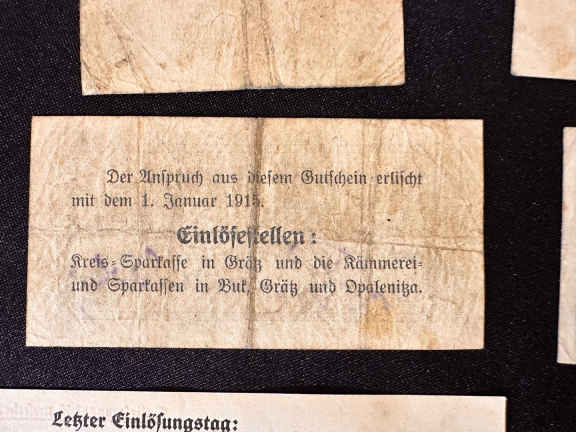 Der Anspruch aus diesem Gutschein erlischt
mit dem 1. Januar 1915.
Einlösestellen:
Kreis-Sparkasse in Grätz und die Kämmerei-
und Sparkassen in Buk, Grätz und Opalenitza.
Letzter Einlösungstag: